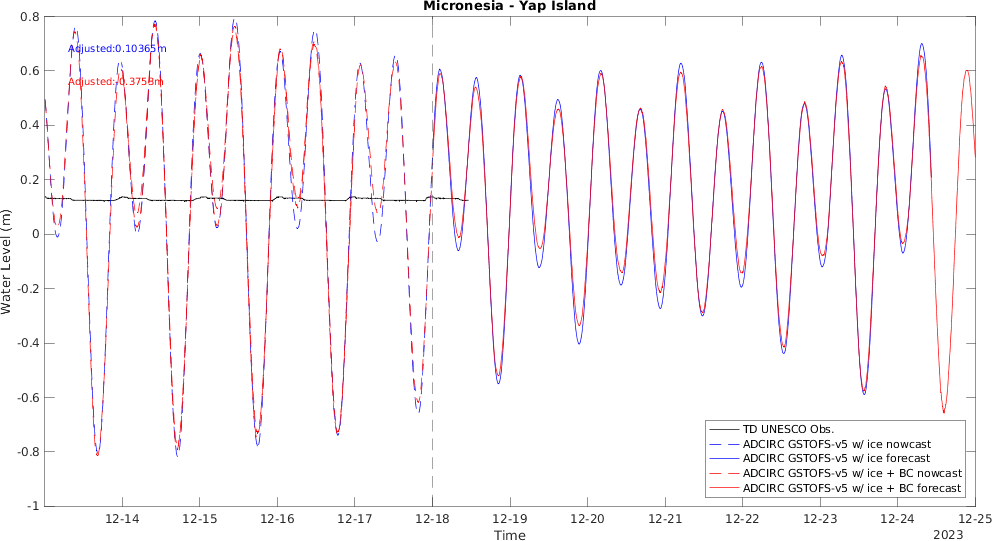 Micronesia - Yap Island
Adjusted:0.10365m
Adjusted:-0.3753m
Water Level (m)
0.8
0.6
0.4
0.2
0
-0.2
-0.4
-0.6
-0.8
-1
12-14
12-15
12-16
12-17
12-18
12-19
12-20
12-21
12-22
12-23
12-24
12-25
Time
2023
TD UNESCO Obs.
ADCIRC GSTOFS-v5 w/ ice nowcast
ADCIRC GSTOFS-v5 w/ ice forecast
ADCIRC GSTOFS-v5 w/ ice + BC nowcast
ADCIRC GSTOFS-v5 w/ ice + BC forecast